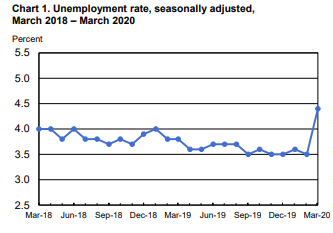 Chart 1. Unemployment rate, seasonally adjusted,
March 2018 – March 2020
Percent
5.5
5.0
4.5
4.0
3.5
3.0
2.5
Mar-18 Jun-18 Sep-18 Dec-18 Mar-19 Jun-19 Sep-19 Dec-19 Mar-20